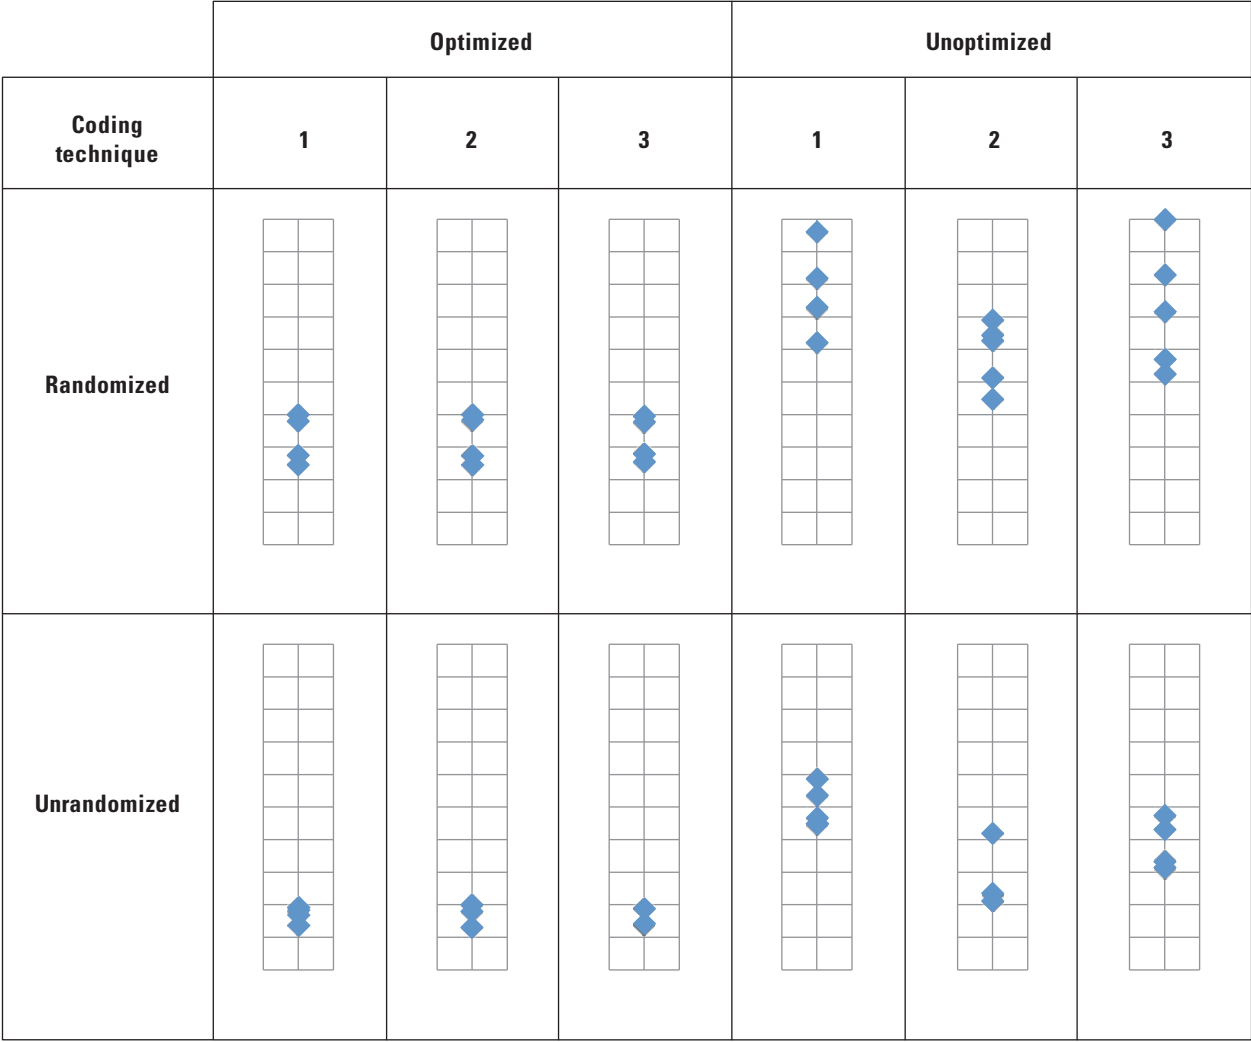 Optimized Unoptimized
Coding
technique
1 2 3 1 2 3
Randomized
Unrandomized